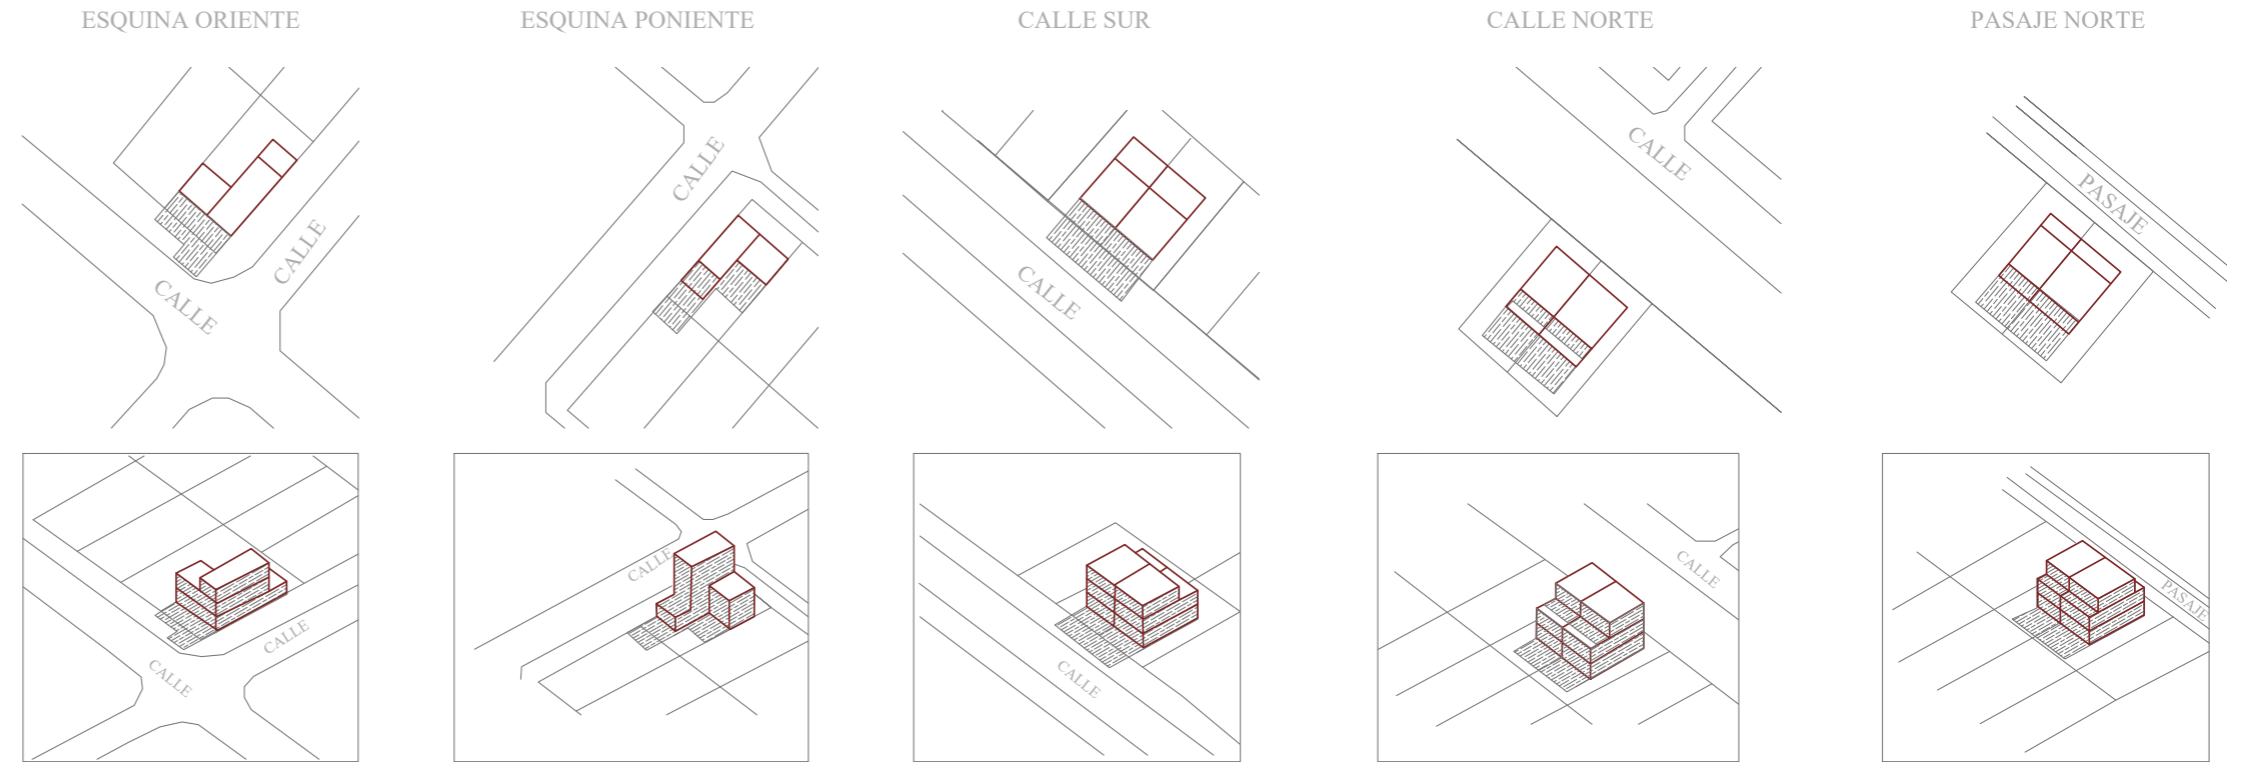 ESQUINA ORIENTE
ESQUINA PONIENTE
CALLE SUR
CALLE NORTE
PASAJE NORTE
CALLE
CALLE
CALLE
CALLE
CALLE
PASAJE
CALLE
CALLE
CALLE
CALLE
CALLE
PASAJE